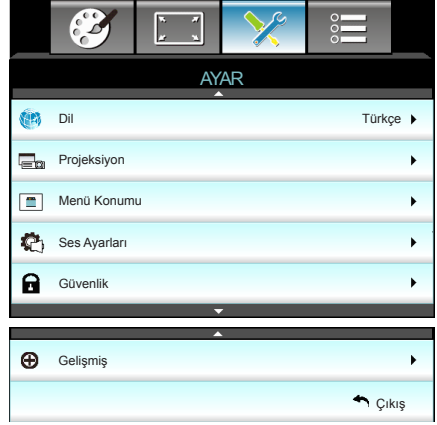 AYAR
Dil Türkçe
Projeksiyon
Menü Konumu
Ses Ayarları
Güvenlik
Gelişmiş
Çıkış